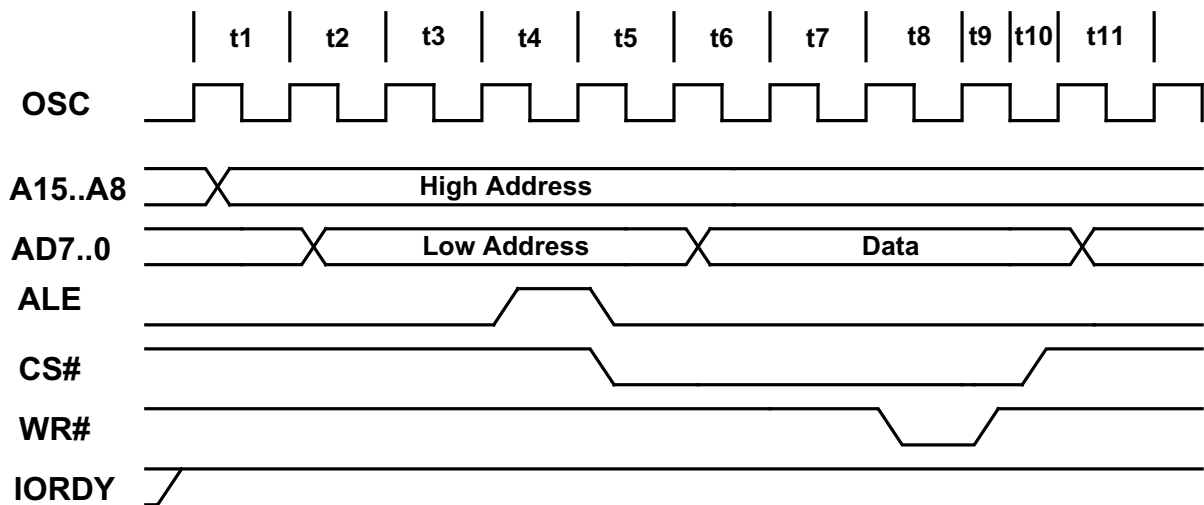 t1 t2 t3 t4 t5 t6 t7 t8 t9 t10 t11
OSC
A15..A8 High Address
AD7..0 Low Address Data
ALE
CS#
WR#
IORDY